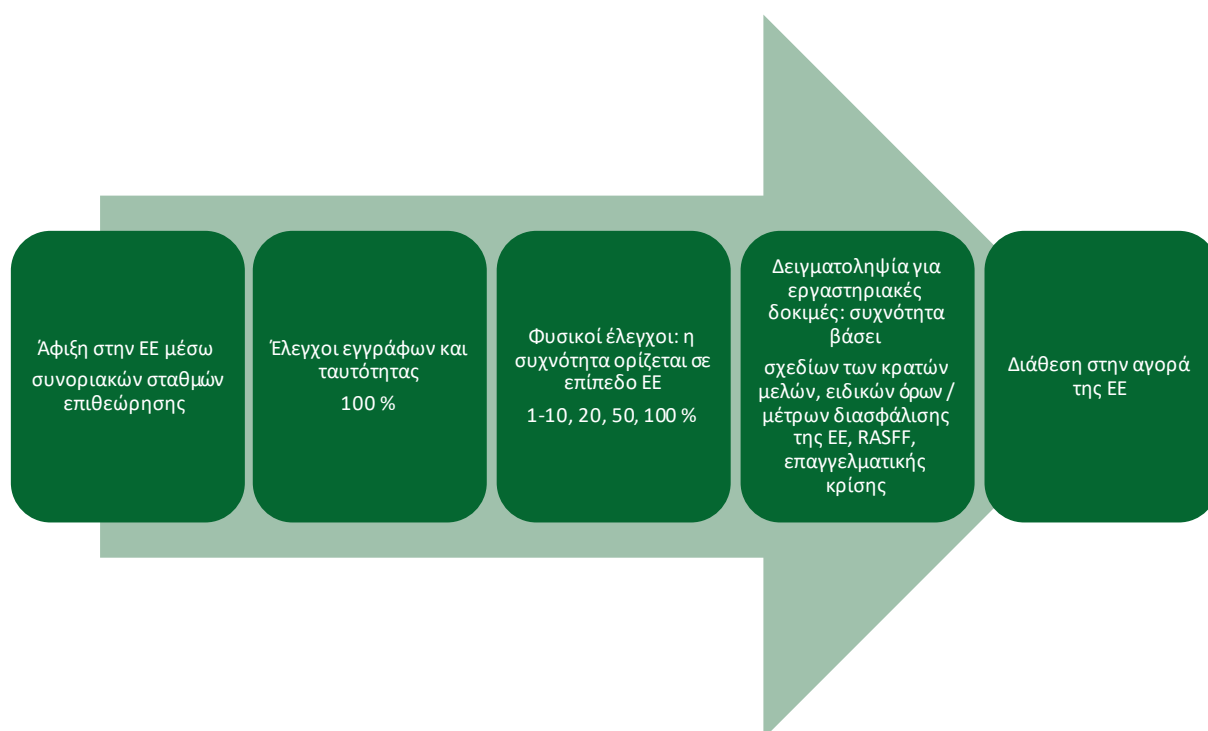 Άφιξη στην ΕΕ μέσω
συνοριακών σταθμών
επιθεώρησης
Έλεγχοι εγγράφων και
ταυτότητας
100 %
Φυσικοί έλεγχοι: η
συχνότητα ορίζεται σε
επίπεδο ΕΕ
1-10, 20, 50, 100 %
Δειγματοληψία για
εργαστηριακές
δοκιμές: συχνότητα
βάσει
σχεδίων των κρατών
μελών, ειδικών όρων /
μέτρων διασφάλισης
της ΕΕ, RASFF,
επαγγελματικής
κρίσης
Διάθεση στην αγορά
της ΕΕ